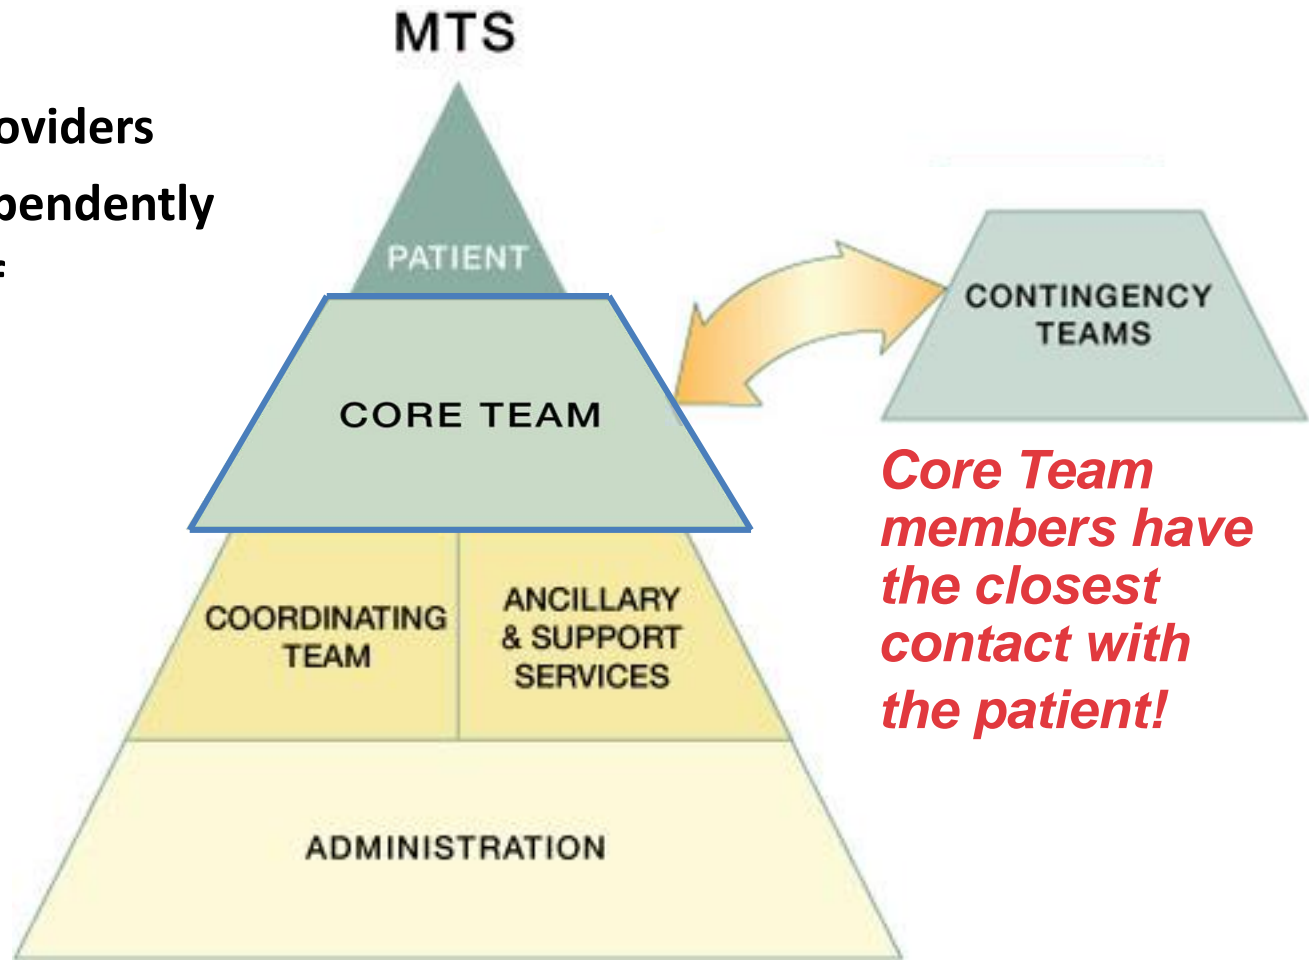 MTS
oviders
pendently
PATIENT
CORE TEAM
CONTINGENCY
TEAMS
Core Team
members have
the closest
contact with
the patient!
COORDINATING
TEAM
ANCILLARY
& SUPPORT
SERVICES
ADMINISTRATION